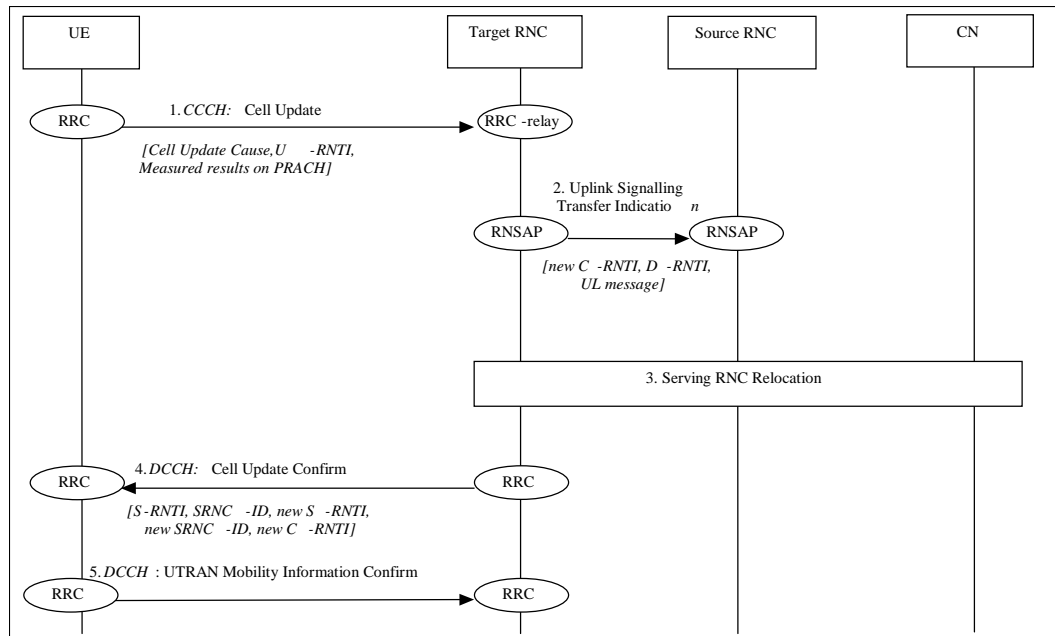 UE
Target RNC
Source RNC
CN
1. CCCH: Cell Update
RRC
RRC -relay
[Cell Update Cause,U -RNTI,
Measured results on PRACH]
2. Uplink Signalling
Transfer Indicatio n
RNSAP
RNSAP
[new C -RNTI, D -RNTI,
UL message]
3. Serving RNC Relocation
4. DCCH: Cell Update Confirm
RRC
RRC
[S -RNTI, SRNC -ID, new S -RNTI,
new SRNC -ID, new C -RNTI]
5. DCCH : UTRAN Mobility Information Confirm
RRC
RRC